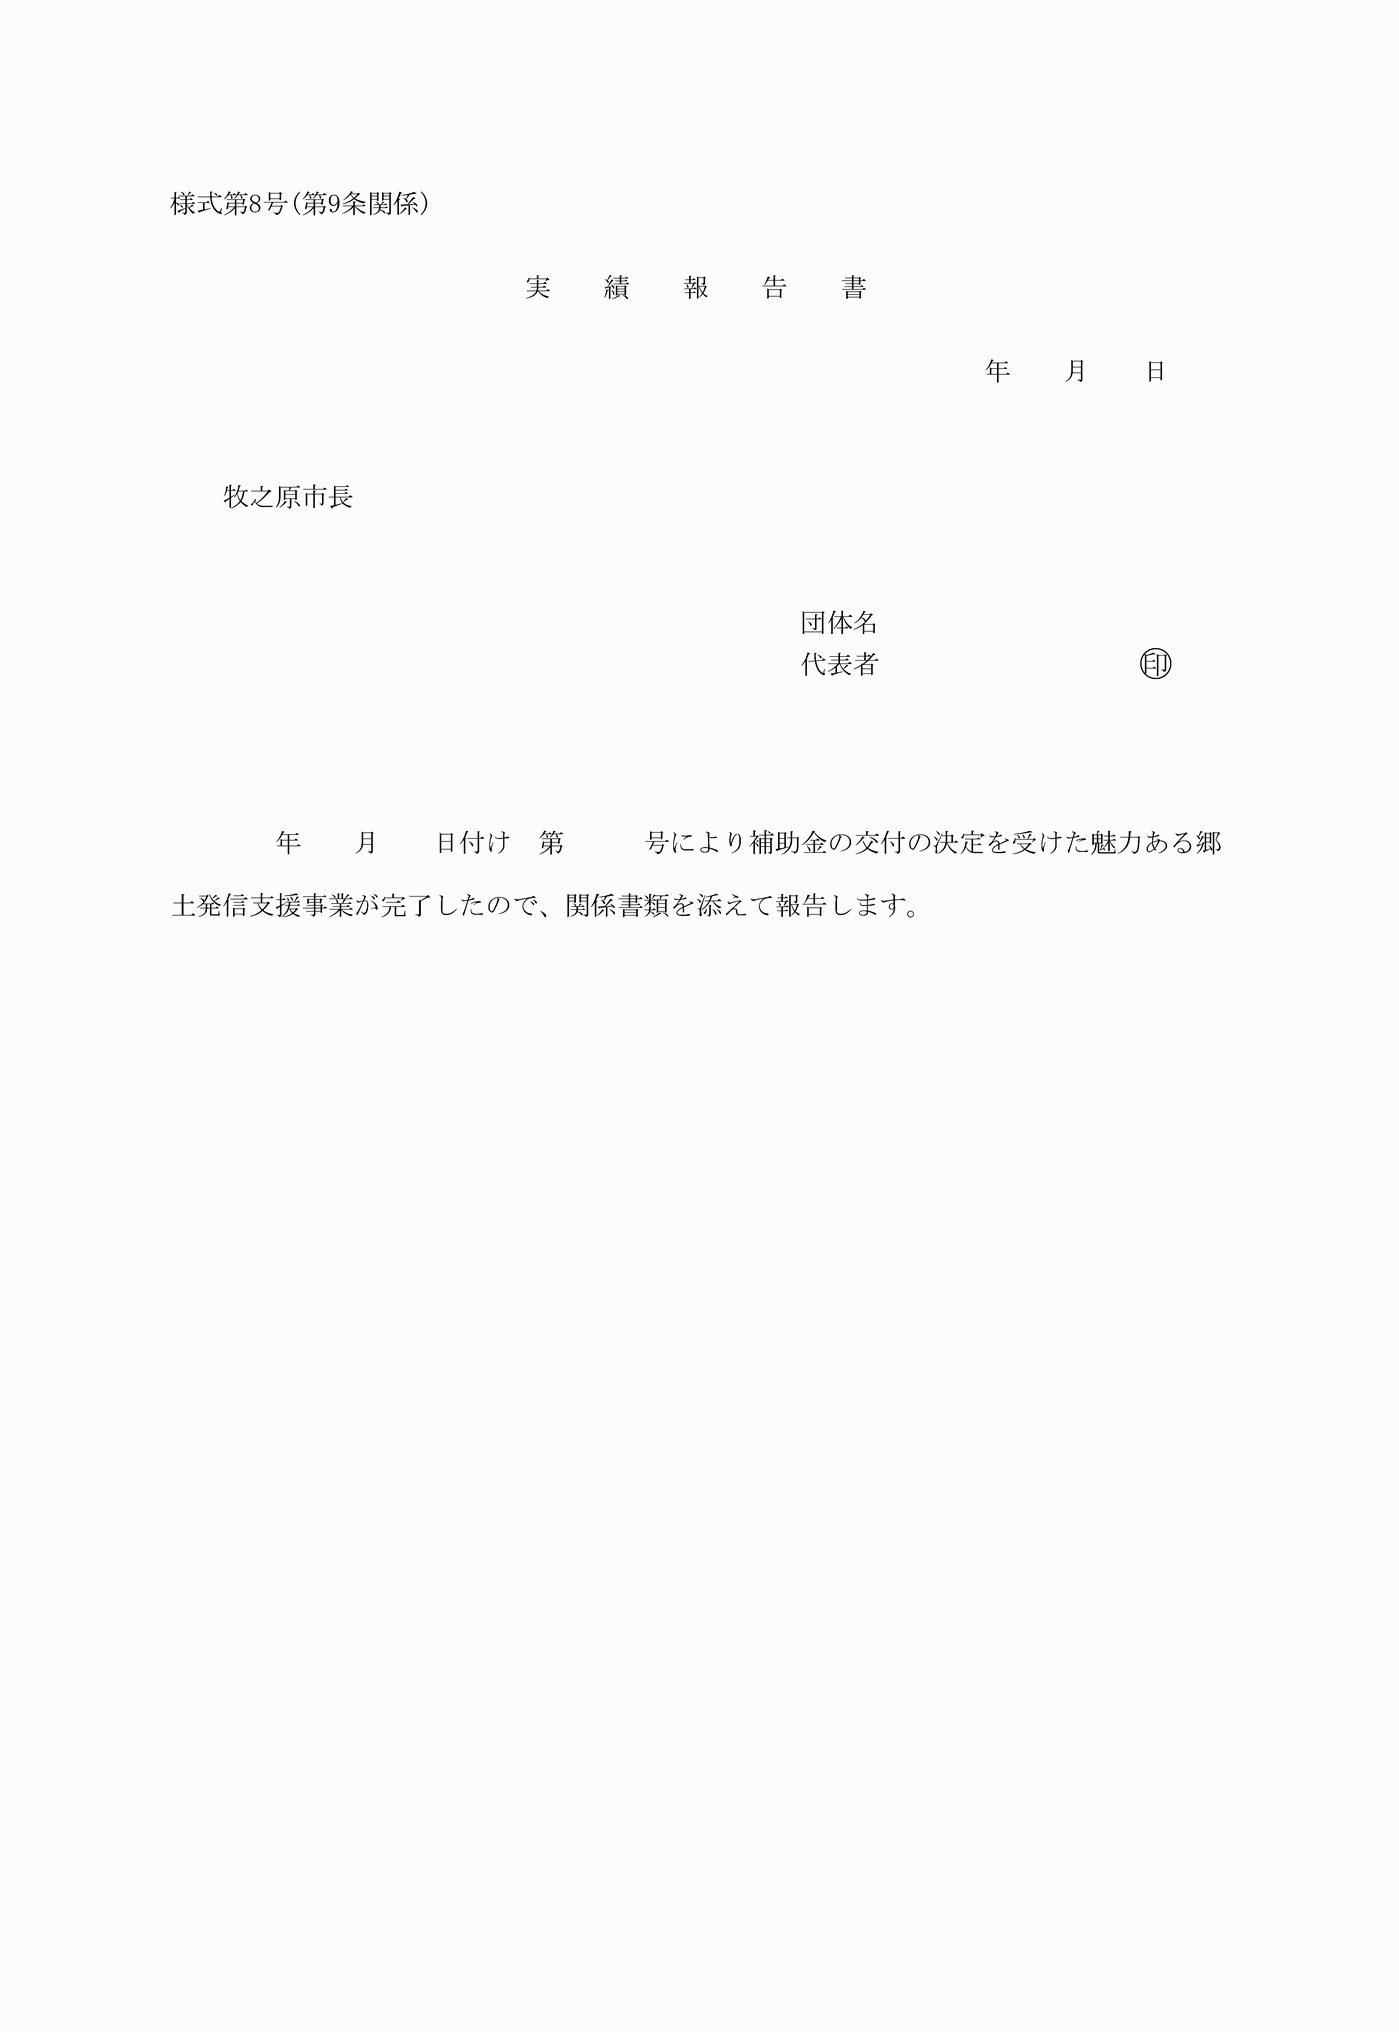 様式第8号(第9条関係)
実　　績　　報　　告　　書
年　　月　　日
牧之原市長
団体名
代表者　　　　　　　　　　㊞
年　　月　　日付け　第　　　号により補助金の交付の決定を受けた魅力ある郷
土発信支援事業が完了したので、関係書類を添えて報告します。